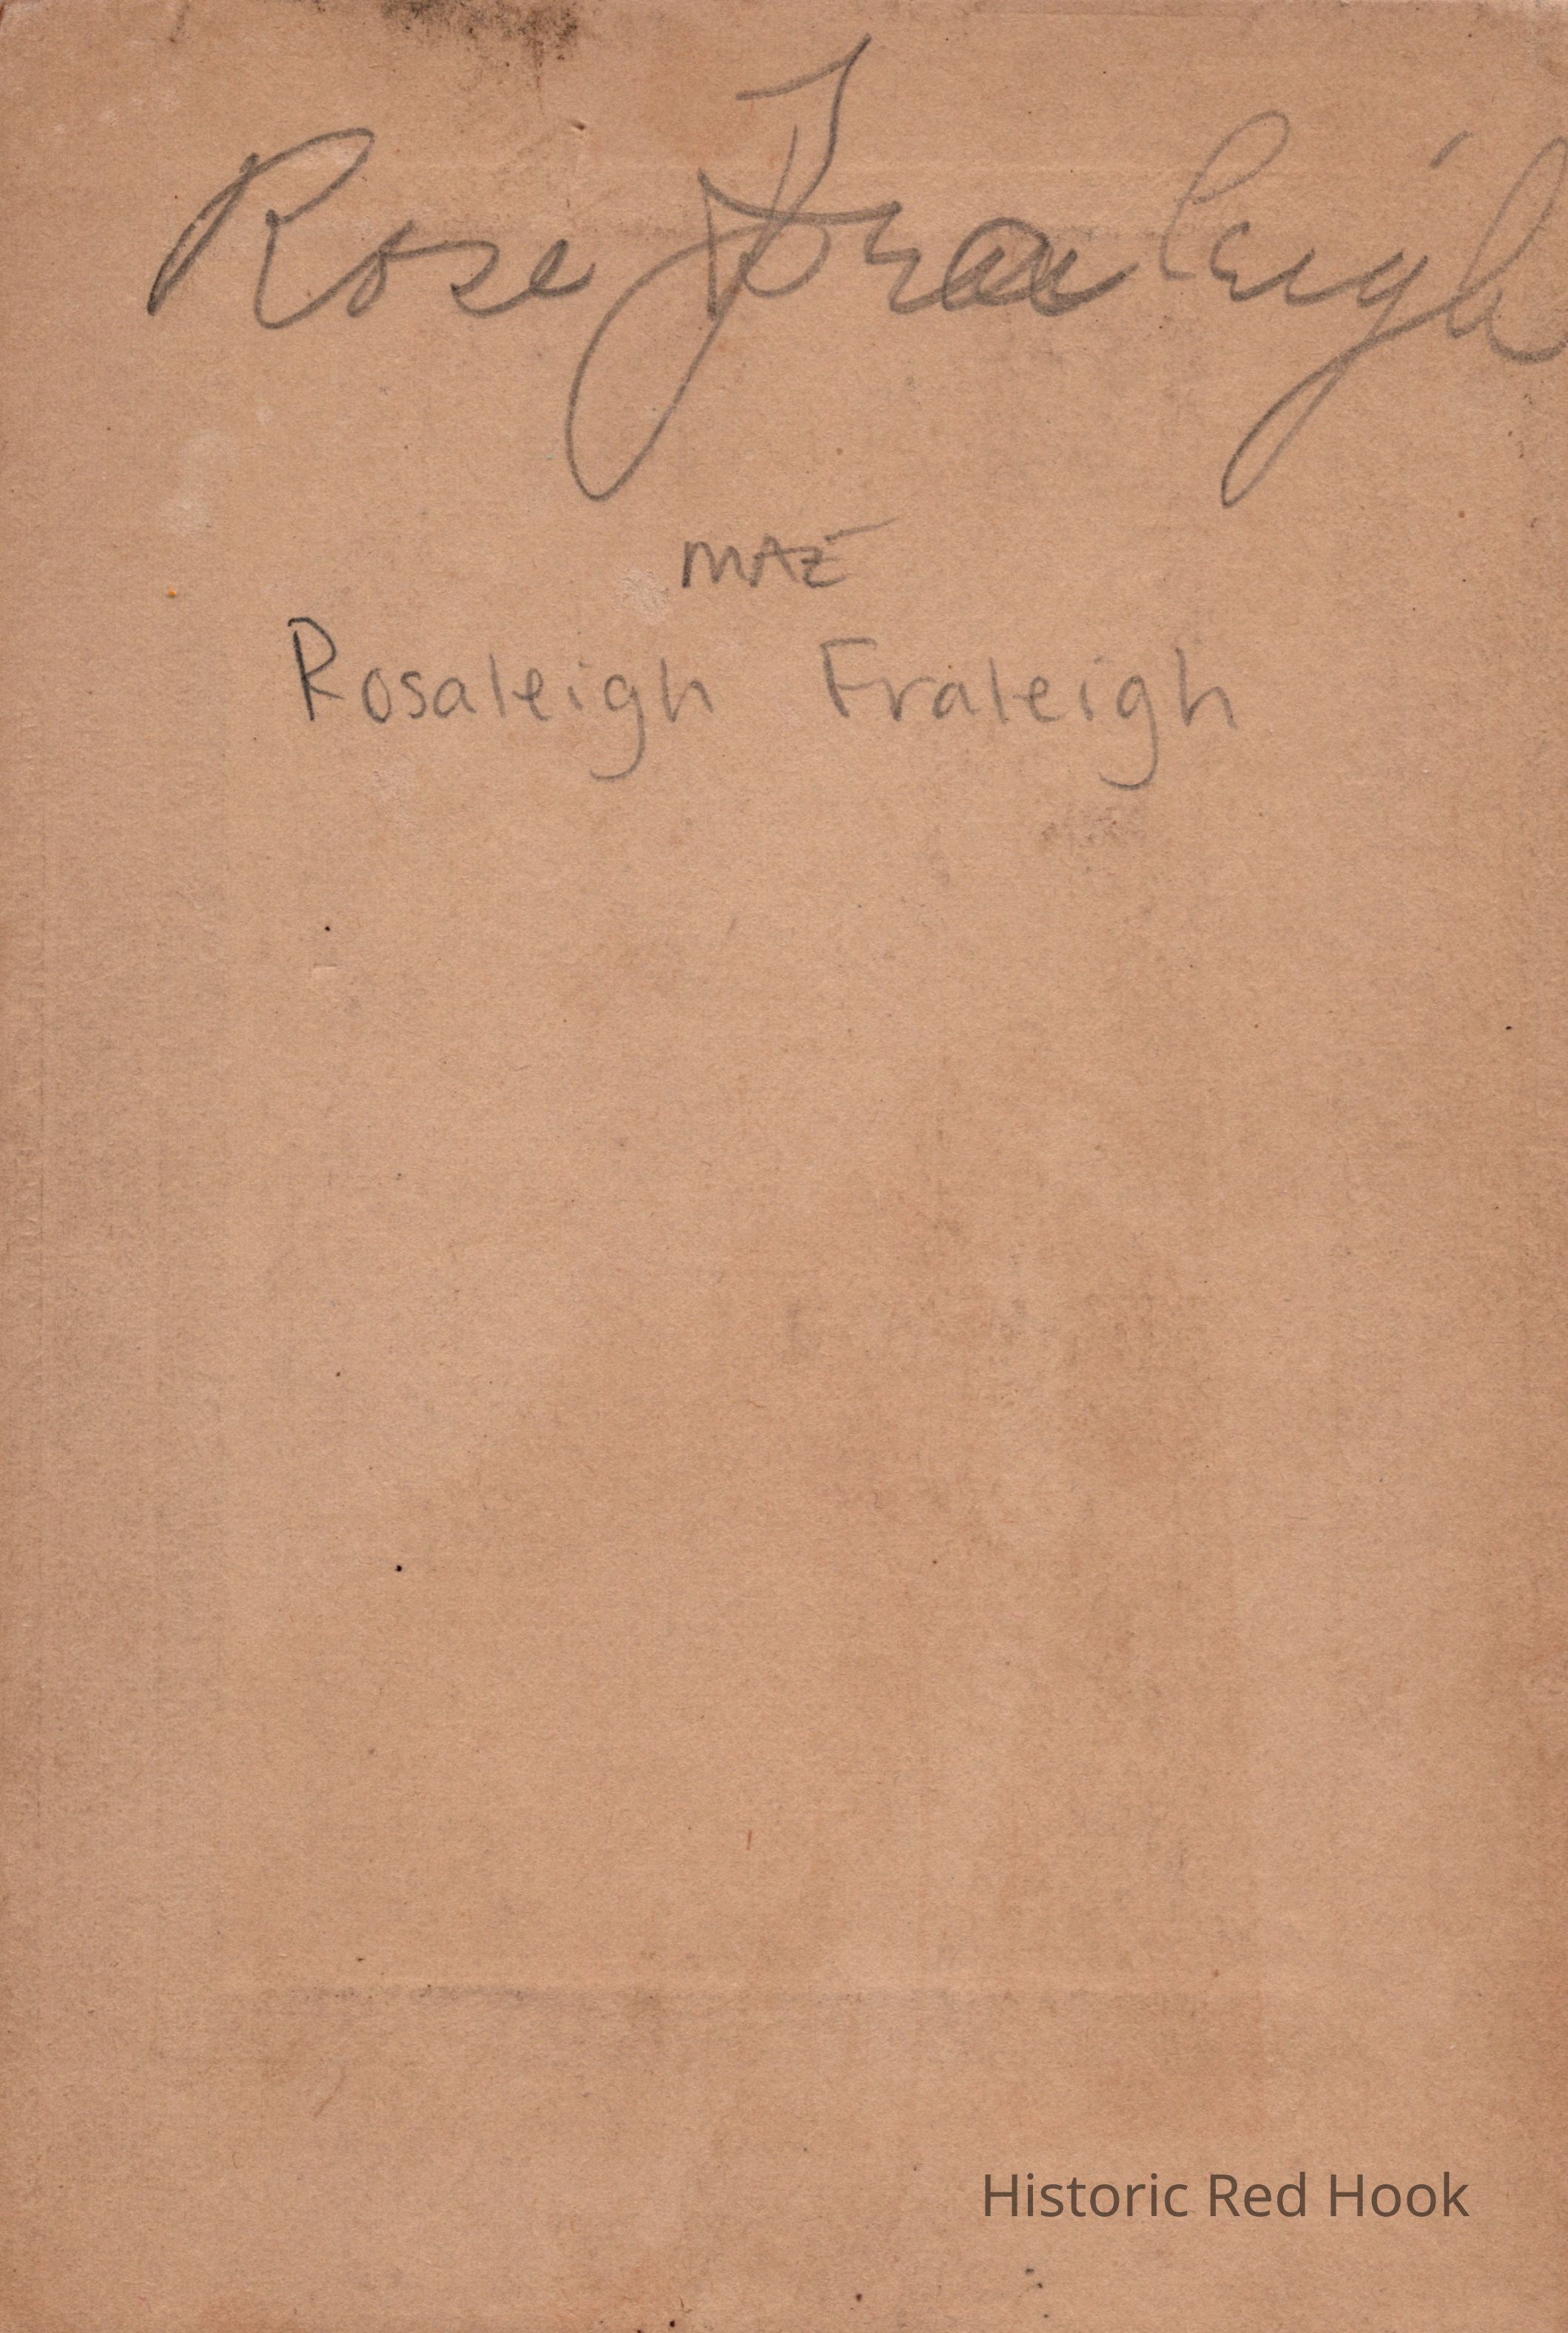 Rose Fraleigh
MAE
Rosaleigh Fraleigh
Historic Red Hook